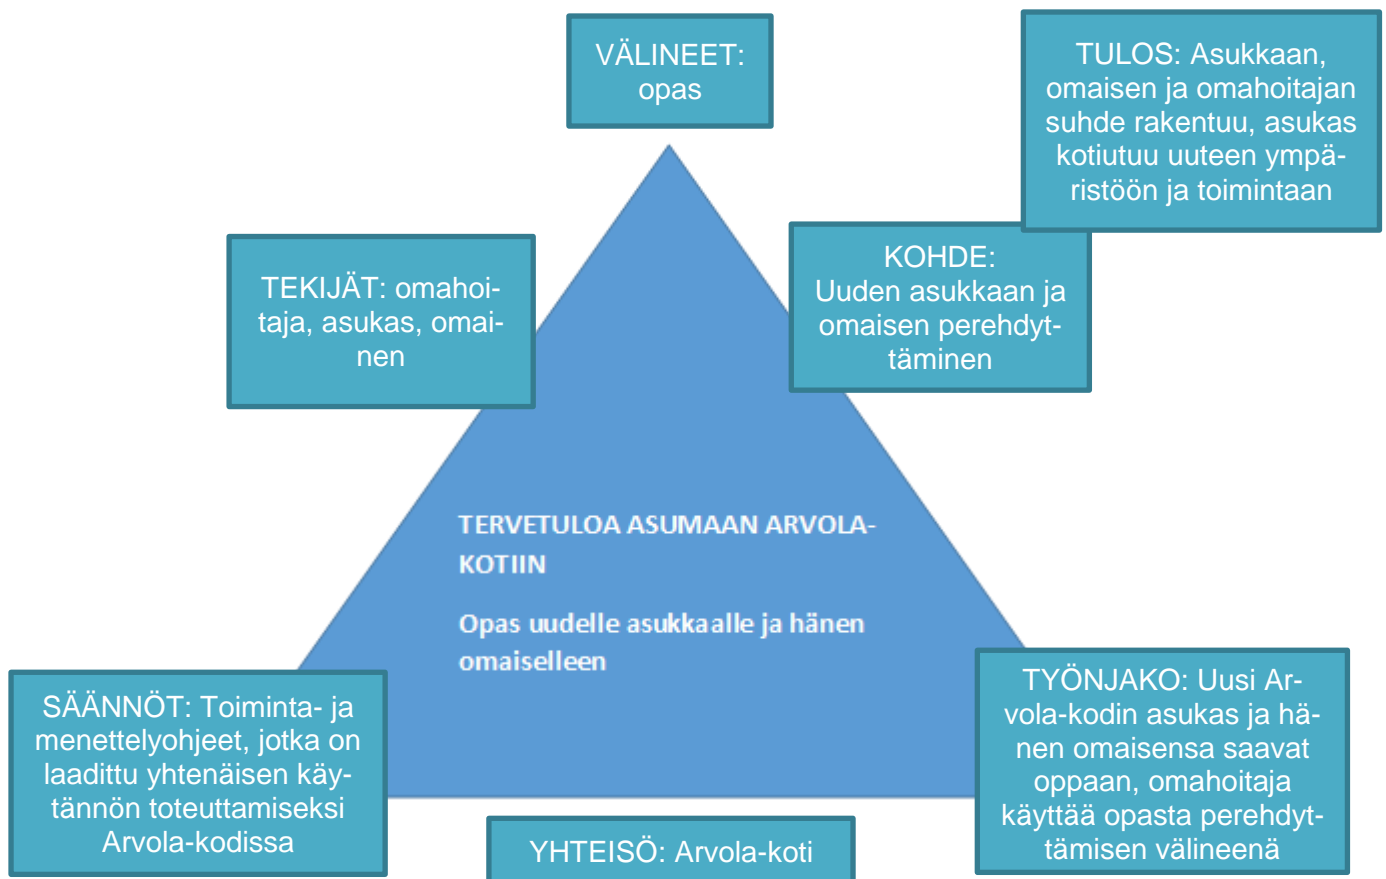 VÄLINEET:
opas
TULOS: Asukkaan,
omaisen ja omahoitajan
suhde rakentuu, asukas
kotiutuu uuteen ympä-
ristöön ja toimintaan
TEKIJÄT: omahoi-
taja, asukas, omai-
nen
KOHDE:
Uuden asukkaan ja
omaisen perehdyt-
täminen
TERVETULOA ASUMAAN ARVOLA-
KOTIIN
Opas uudelle asukkaalle ja hänen
omaiselleen
SÄÄNNÖT: Toiminta- ja
menettelyohjeet, jotka on
laadittu yhtenäisen käy-
tännön toteuttamiseksi
Arvola-kodissa
YHTEISÖ: Arvola-koti
TYÖNJAKO: Uusi Ar-
vola-kodin asukas ja hä-
nen omaisensa saavat
oppaan, omahoitaja
käyttää opasta perehdyt-
tämisen välineenä